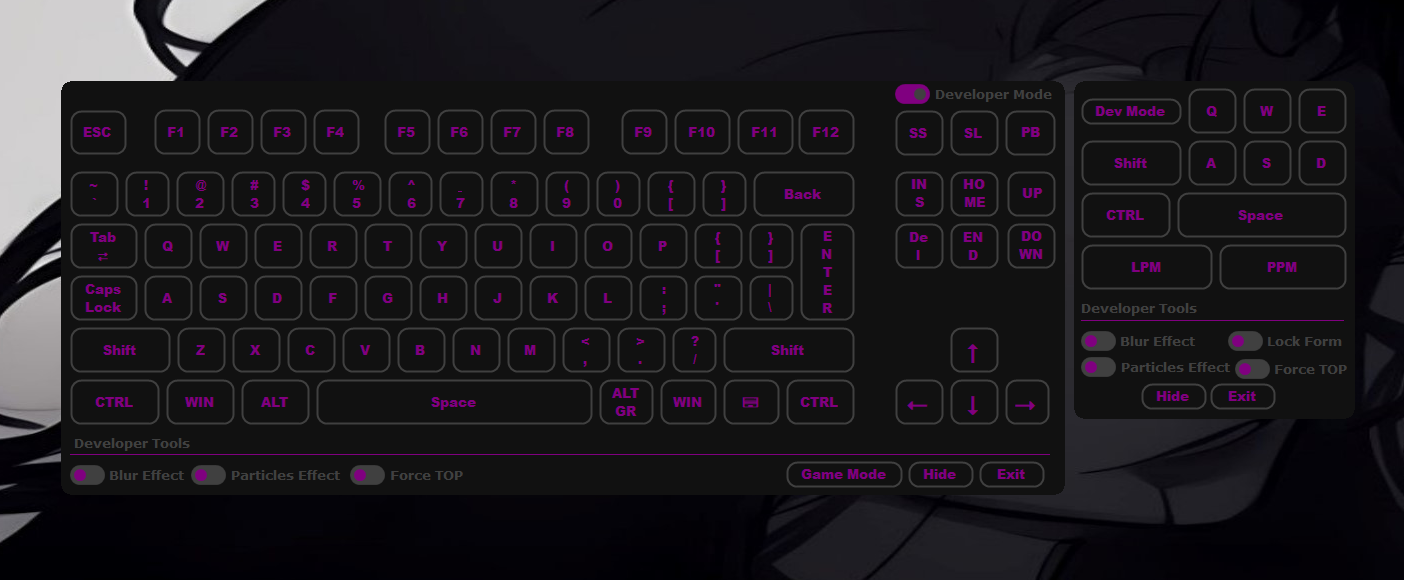 Developer Mode
ESC F1 F2 F3 F4 F5 F6 F7 F8 F9 F10 F11 F12 SS SL PB
~ ! @ # $ % ^ - * ( ) { }
` 1 2 3 4 5 6 7 8 9 0 [ ] Back
IN HO UP
S ME
Tab Q W E R T Y U I O P { }
⇄ [ ]
E
N
T
E
R
De EN DO
l D WN
Caps A S D F G H J K L : " |
Lock ; . \
Shift Z X C V B N M < > ? Shift ↑
, . /
CTRL WIN ALT Space ALT WIN CTRL ← ↓ →
GR
Developer Tools
Blur Effect Particles Effect Force TOP Game Mode Hide Exit
Dev Mode Q W E
Shift A S D
CTRL Space
LPM PPM
Developer Tools
Blur Effect Lock Form
Particles Effect Force TOP
Hide Exit